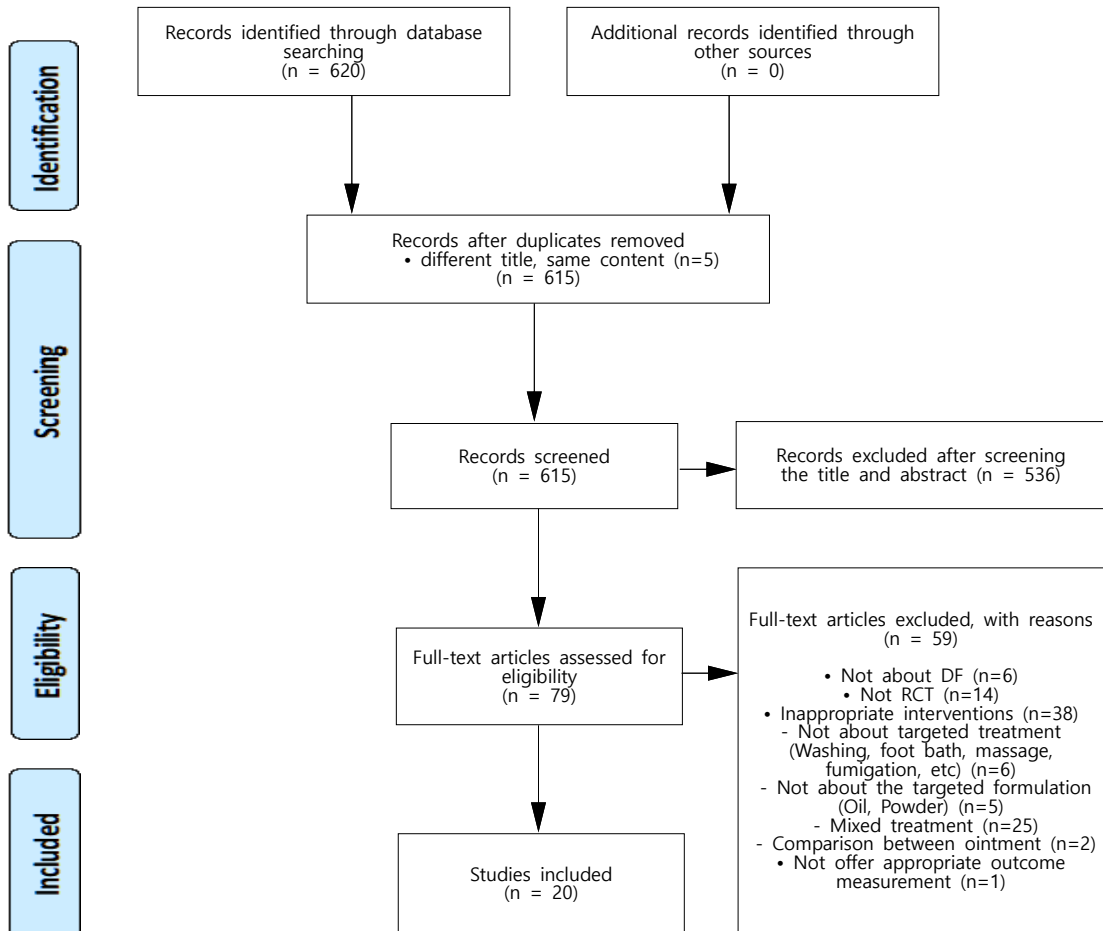 Identification
Records identified through database
searching
(n = 620)
Additional records identified through
other sources
(n = 0)
Screening
Records after duplicates removed
• different title, same content (n=5)
(n = 615)
Records screened
(n = 615)
Records excluded after screening
the title and abstract (n = 536)
Eligibility
Full-text articles assessed for
eligibility
(n = 79)
Full-text articles excluded, with reasons
(n = 59)
• Not about DF (n=6)
• Not RCT (n=14)
• Inappropriate interventions (n=38)
- Not about targeted treatment
(Washing, foot bath, massage,
fumigation, etc) (n=6)
- Not about the targeted formulation
(Oil, Powder) (n=5)
- Mixed treatment (n=25)
- Comparison between ointment (n=2)
• Not offer appropriate outcome
measurement (n=1)
Included
Studies included
(n = 20)